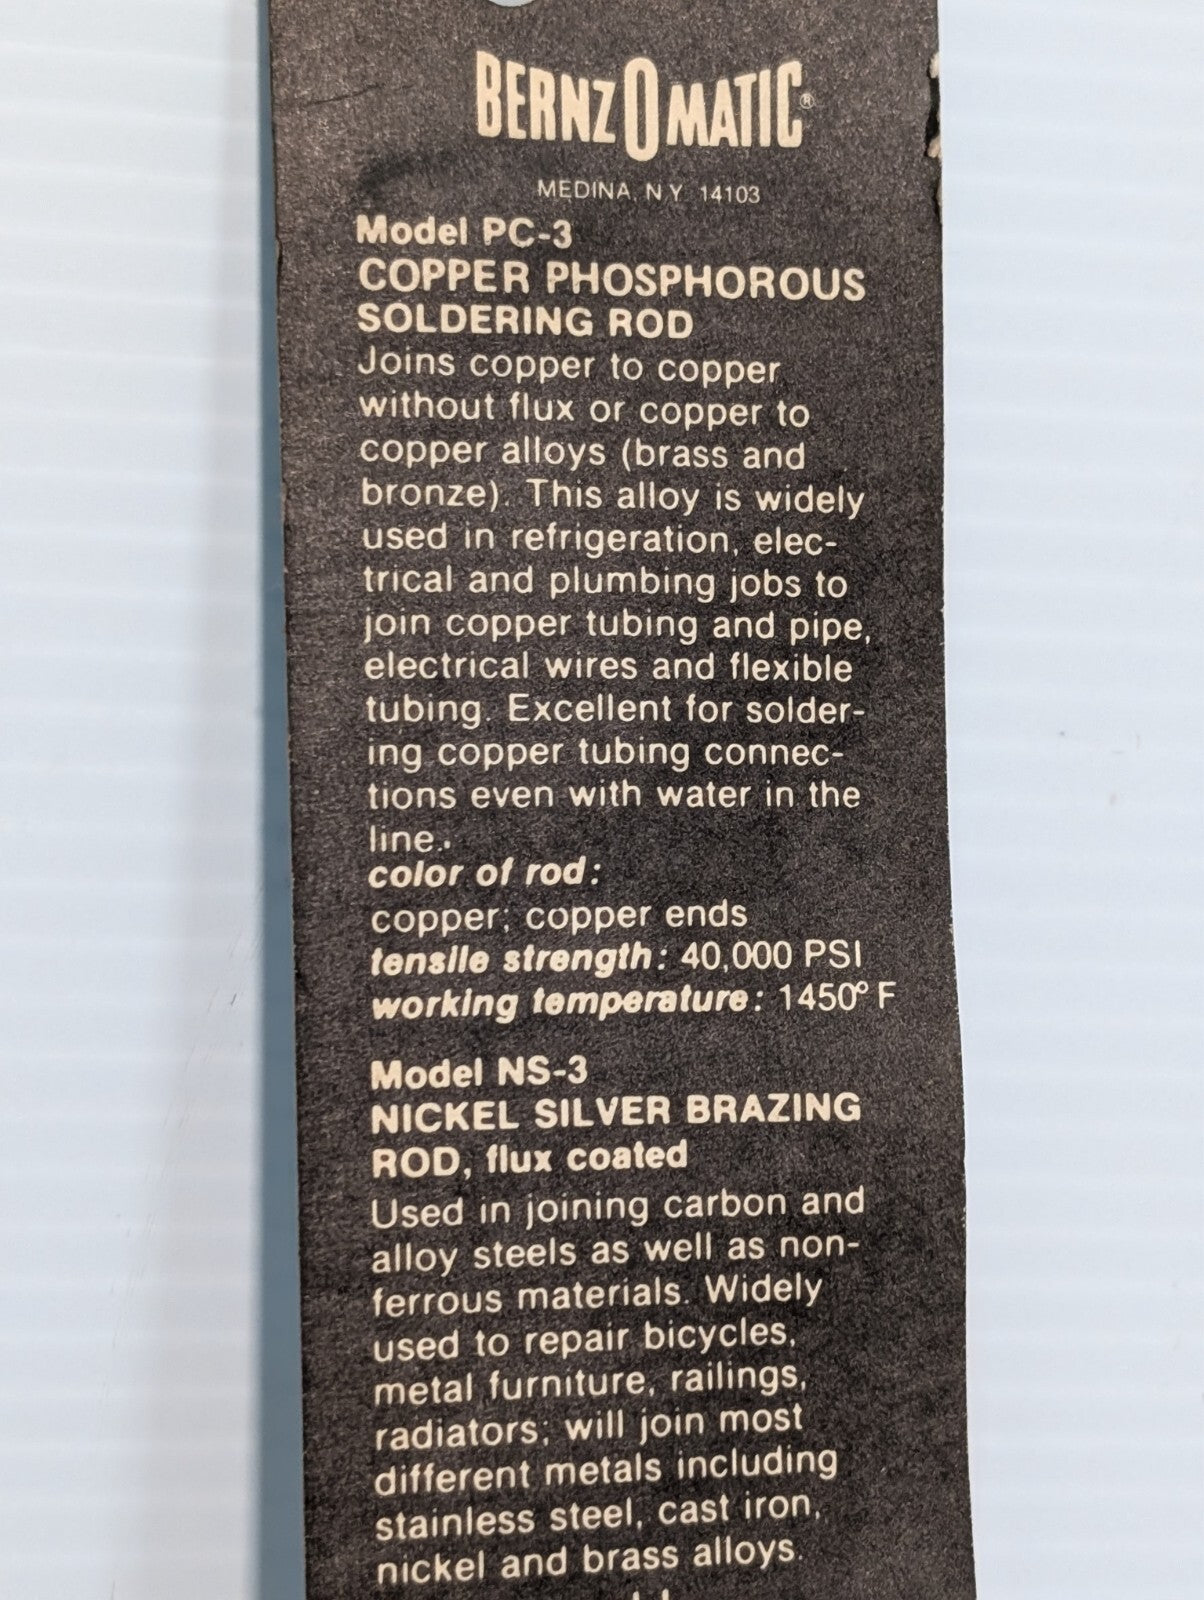 BERNZOMATIC®
MEDINA, N.Y. 14103
Model PC-3
COPPER PHOSPHOROUS
SOLDERING ROD
Joins copper to copper
without flux or copper to
copper alloys (brass and
bronze). This alloy is widely
used in refrigeration, elec-
trical and plumbing jobs to
join copper tubing and pipe,
electrical wires and flexible
tubing. Excellent for solder-
ing copper tubing connec-
tions even with water in the
line.
color of rod:
copper; copper ends
tensile strength: 40,000 PSI
working temperature: 1450° F
Model NS-3
NICKEL SILVER BRAZING
ROD, flux coated
Used in joining carbon and
alloy steels as well as non-
ferrous materials. Widely
used to repair bicycles,
metal furniture, railings,
radiators; will join most
different metals including
stainless steel, cast iron,
nickel and brass alloys.